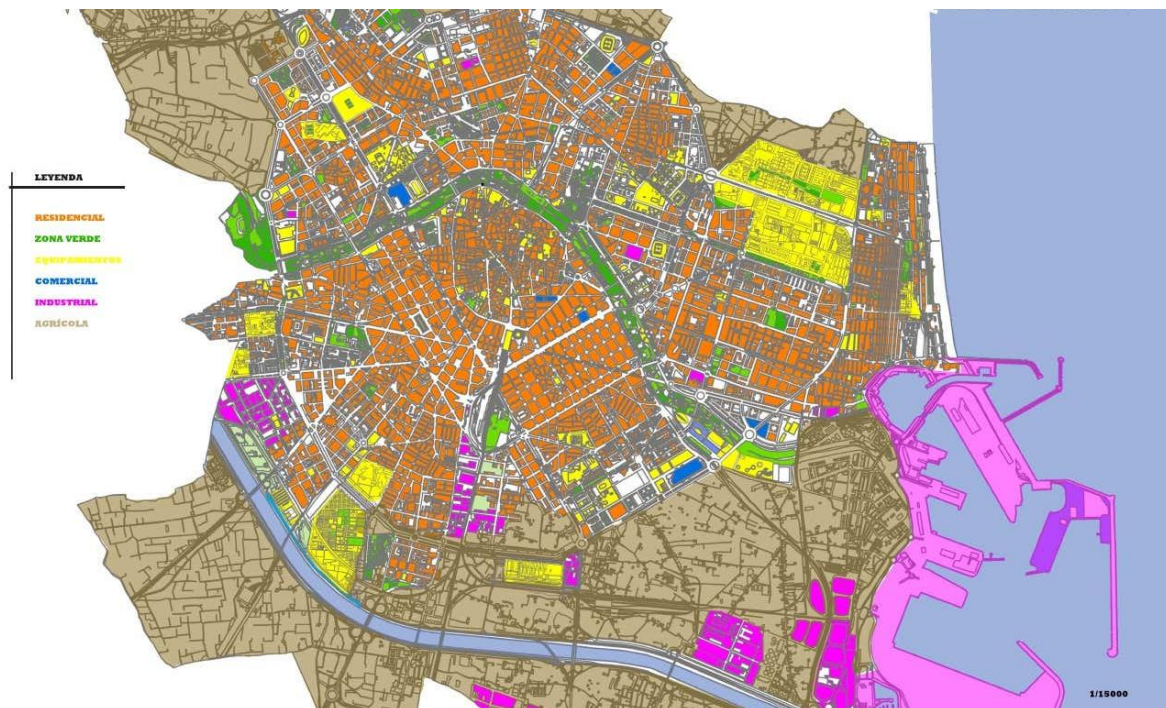 LEYENDA
RESIDENCIAL
ZONA VERDE
EQUIPAMIENTOS
COMERCIAL
INDUSTRIAL
AGRÍCOLA
1/15000